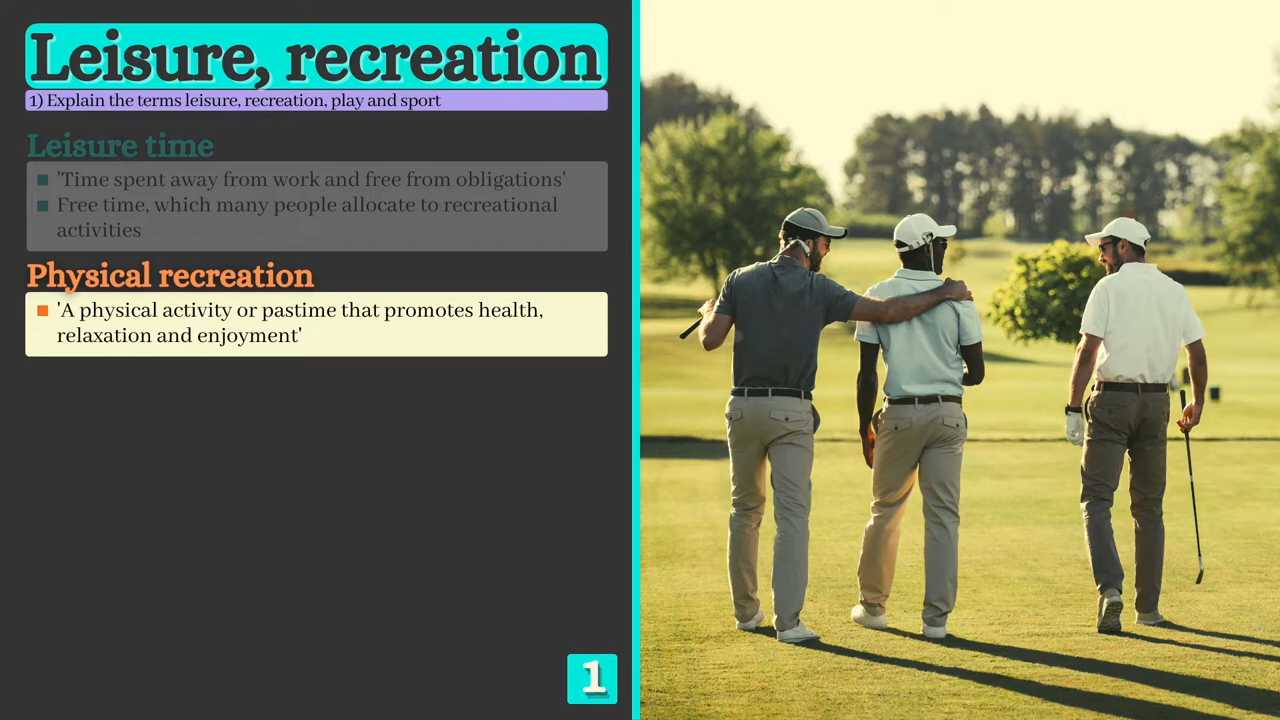 Leisure, recreation
1) Explain the terms leisure, recreation, play and sport
Leisure time
'Time spent away from work and free from obligations'
Free time, which many people allocate to recreational
activities
Physical recreation
'A physical activity or pastime that promotes health,
relaxation and enjoyment'
1